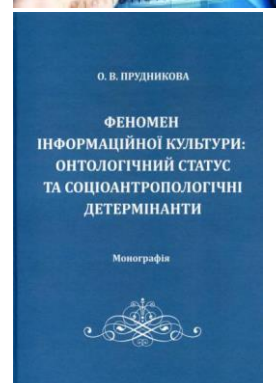 О. В. ПРУДНИКОВА
ФЕНОМЕН
ІНФОРМАЦІЙНОЇ КУЛЬТУРИ:
ОНТОЛОГІЧНИЙ СТАТУС
ТА СОЦІОАНТРОПОЛОГІЧНІ
ДЕТЕРМІНАНТИ
Монографія